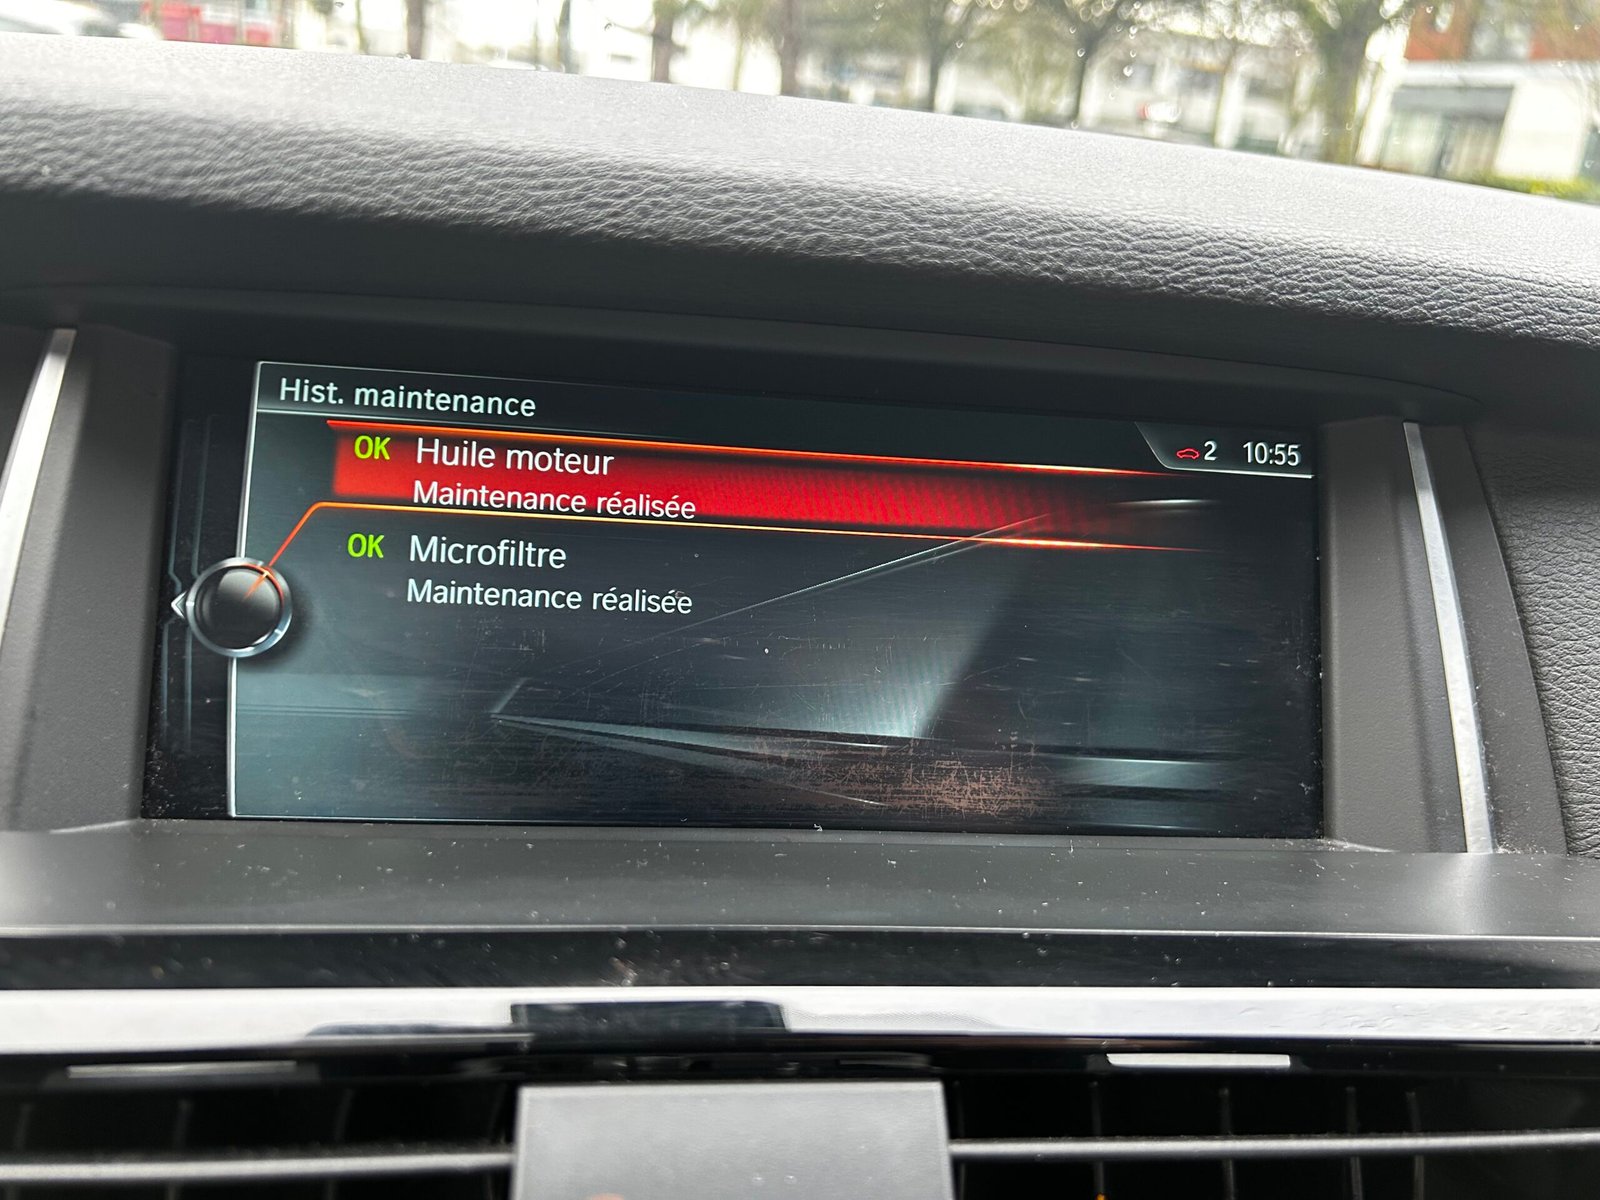 Hist. maintenance
2 10:55
OK Huile moteur
Maintenance réalisée
OK Microfiltre
Maintenance réalisée